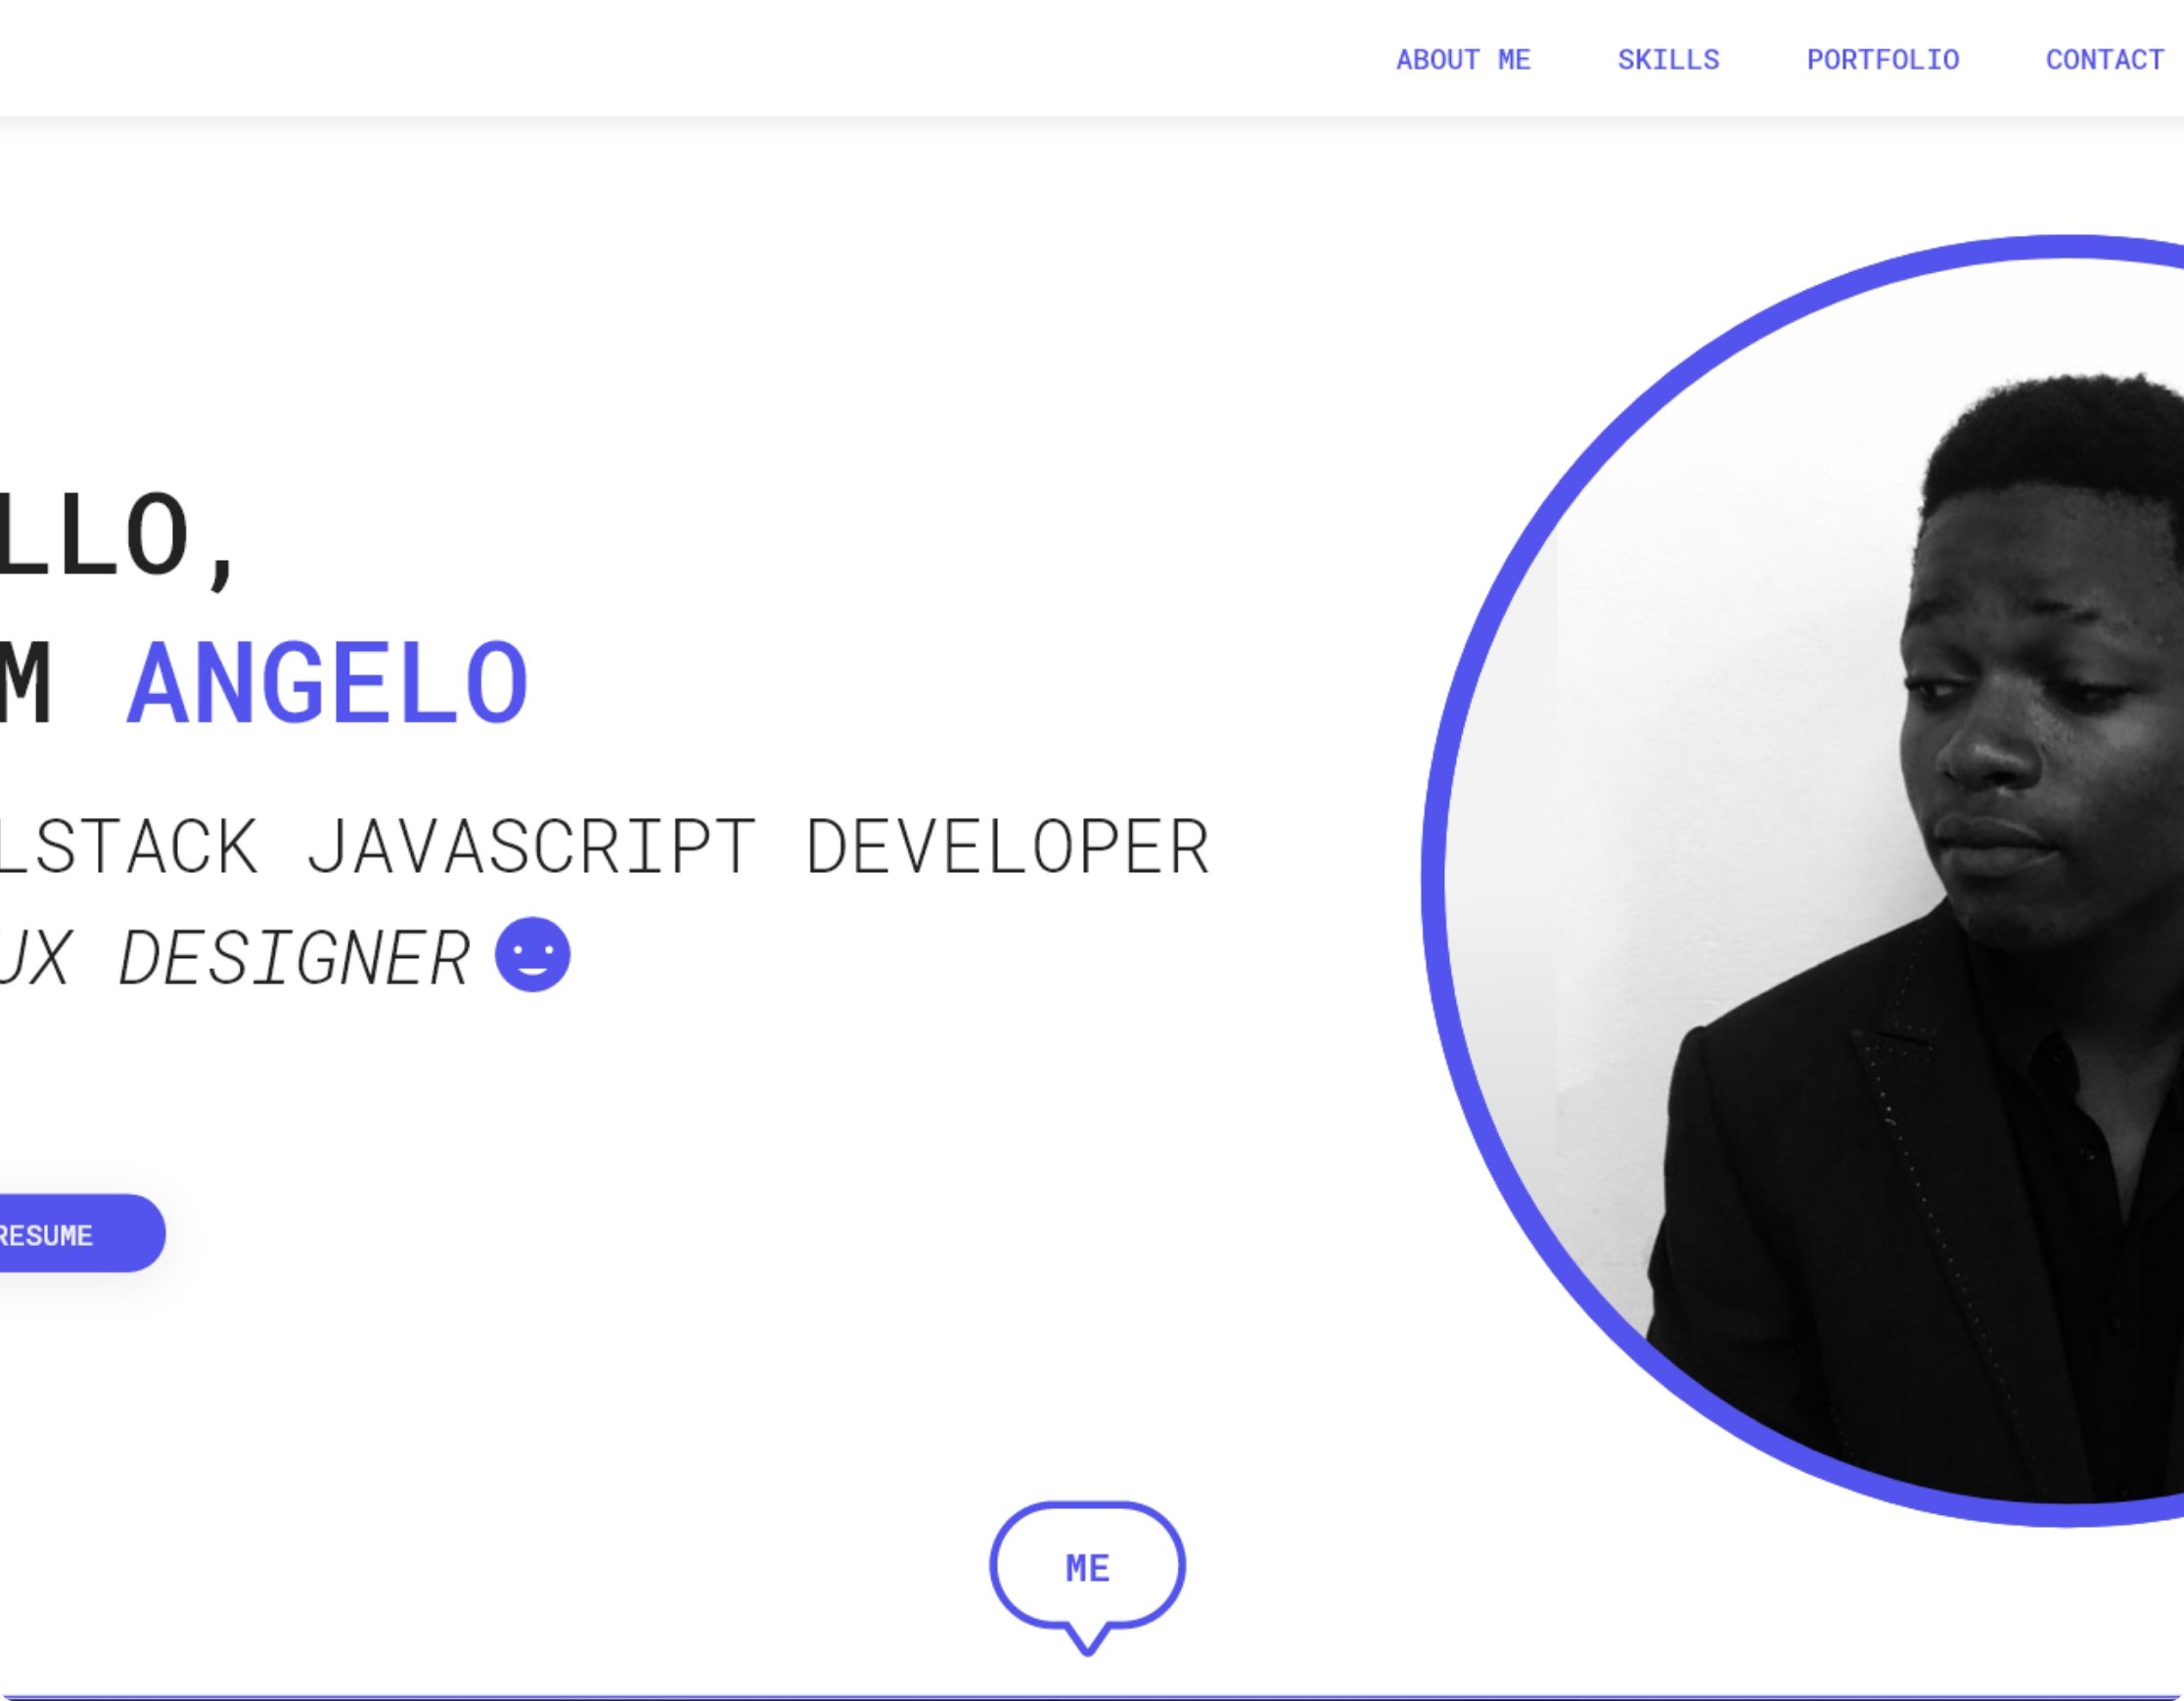 ABOUT ME SKILLS PORTFOLIO CONTACT
LLO,
M ANGELO
LSTACK JAVASCRIPT DEVELOPER
UX DESIGNER
RESUME
ME